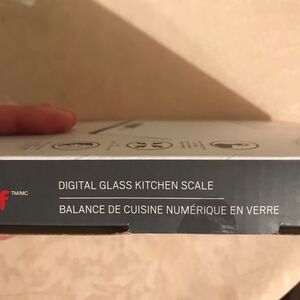 f TM/MC
DIGITAL GLASS KITCHEN SCALE
BALANCE DE CUISINE NUMÉRIQUE EN VERRE